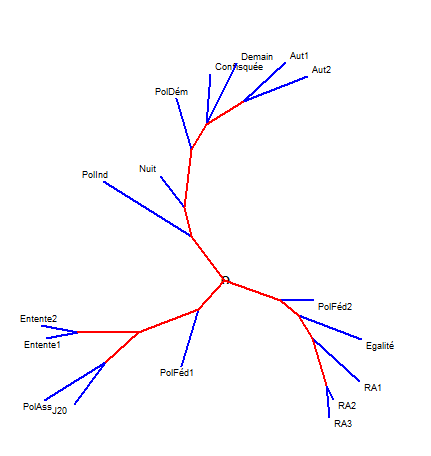 Demain
Aut1
Confisquée
Aut2
PolDém
Nuit
PolInd
PolFéd2
Entente2
Entente1
Egalité
PolFéd1
RA1
PolAss
J20
RA2
RA3